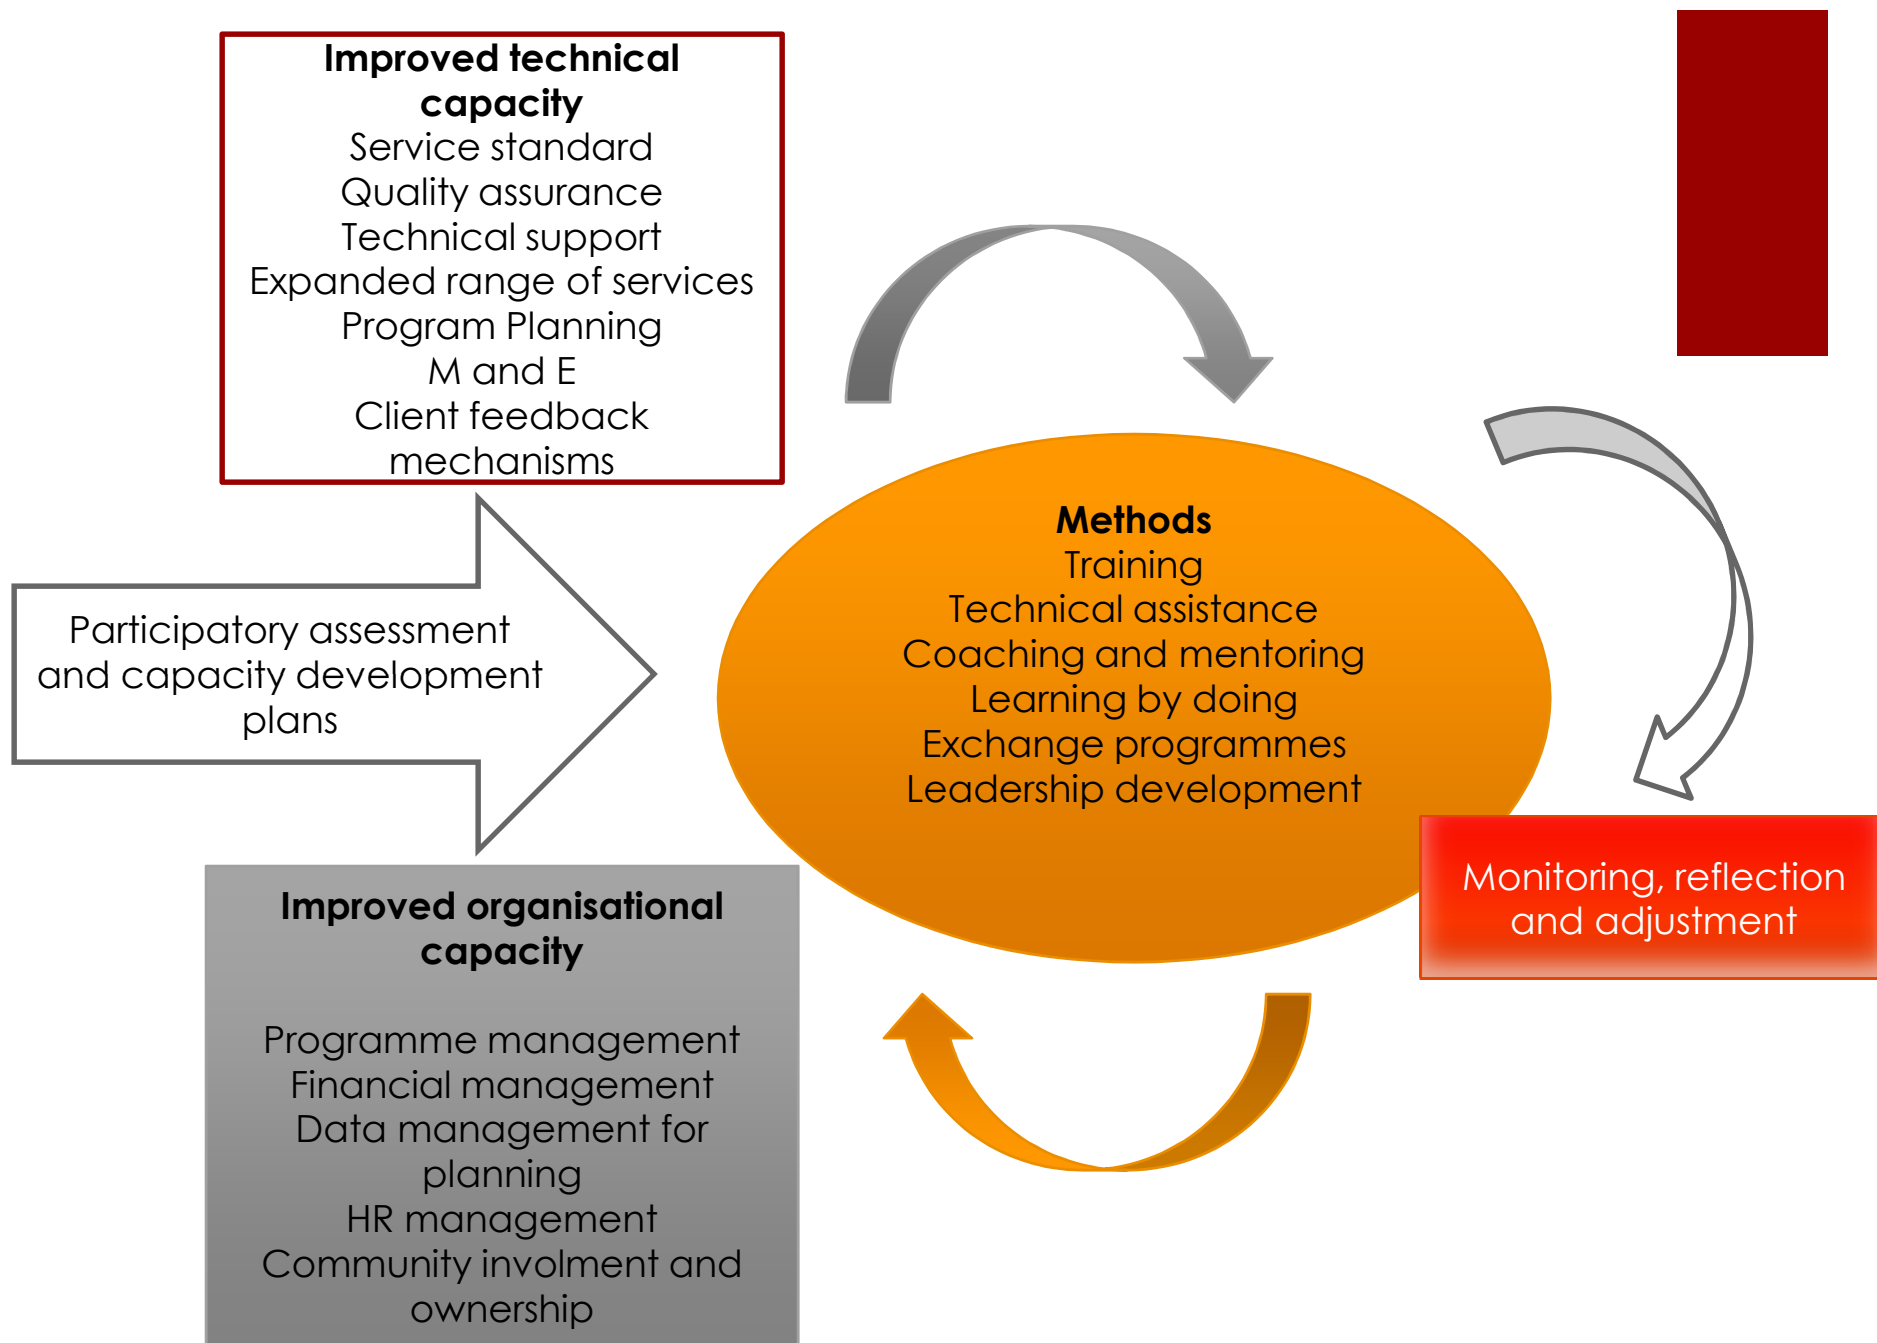 Improved technical
capacity
Service standard
Quality assurance
Technical support
Expanded range of services
Program Planning
M and E
Client feedback
mechanisms
Participatory assessment
and capacity development
plans
Methods
Training
Technical assistance
Coaching and mentoring
Learning by doing
Exchange programmes
Leadership development
Monitoring, reflection
and adjustment
Improved organisational
capacity
Programme management
Financial management
Data management for
planning
HR management
Community involment and
ownership